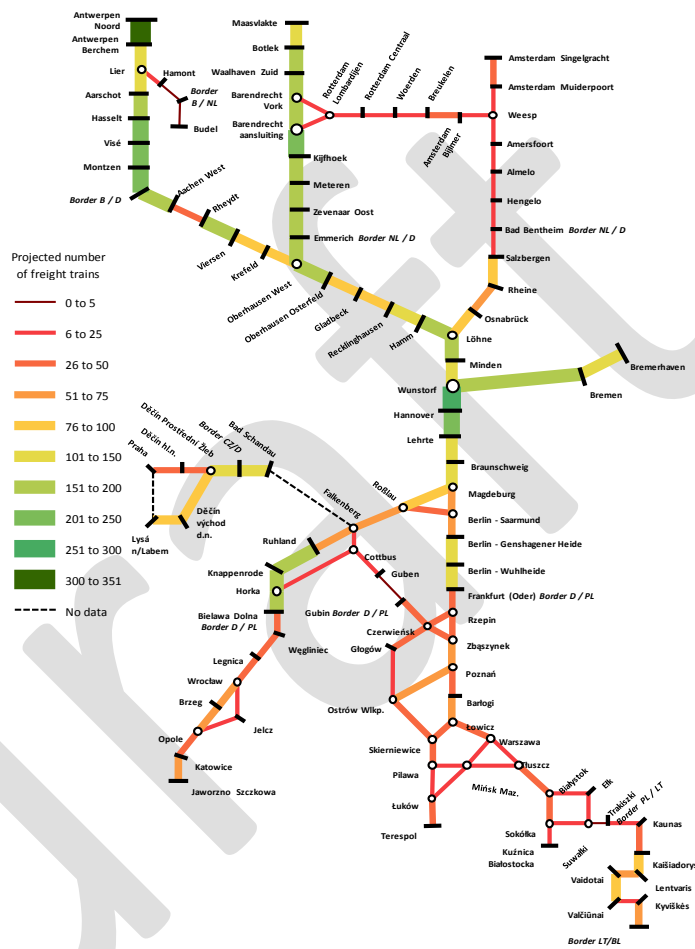 Antwerpen
Noord
Antwerpen
Berchem
Lier
Hamont
Border
B / NL
Aarschot
Hasselt
Budel
Visé
Montzen
Border B / D
Aachen West
Rheydt
Viersen
Krefeld
Maasvlakte
Botlek
Waalhaven Zuid
Barendrecht
Vork
Barendrecht
aansluiting
Kijfhoek
Meteren
Zevenaar Oost
Emmerich Border NL / D
Oberhausen West
Oberhausen Osterfeld
Gladbeck
Recklinghausen
Hamm
Rotterdam
Lombardijen
Rotterdam Centraal
Woerden
Breukelen
Amsterdam
Bijlmer
Amsterdam Singelgracht
Amsterdam Muiderpoort
Weesp
Amersfoort
Almelo
Hengelo
Bad Bentheim Border NL / D
Salzbergen
Rheine
Osnabrück
Löhne
Minden
Wunstorf
Bremen
Bremerhaven
Hannover
Lehrte
Braunschweig
Magdeburg
Roßlau
Berlin - Saarmund
Berlin - Genshagener Heide
Berlin - Wuhlheide
Frankfurt (Oder) Border D / PL
Rzepin
Zbąszynek
Poznań
Barłogi
Łowicz
Warszawa
Tłuszcz
Skierniewice
Pilawa
Mińsk Maz.
Łuków
Terespol
Białystok
Ełk
Trakiszki
Border PL / LT
Sokółka
Kuźnica
Białostocka
Suwałki
Kaunas
Kaišiadorys
Vaidotai
Lentvaris
Valčiūnai
Kyviškės
Border LT/BL
Projected number
of freight trains
0 to 5
6 to 25
26 to 50
51 to 75
76 to 100
101 to 150
151 to 200
201 to 250
251 to 300
300 to 351
No data
Praha
Děčín hl.n.
Děčín Prostřední Žleb
Border CZ/D
Bad Schandau
Lysá
n/Labem
Děčín
východ
d.n.
Falkenberg
Ruhland
Cottbus
Guben
Knappenrode
Horka
Gubin Border D / PL
Czerwieńsk
Bielawa Dolna
Border D / PL
Węgliniec
Głogów
Legnica
Wrocław
Brzeg
Jelcz
Ostrów Wlkp.
Opole
Katowice
Jaworzno Szczkowa